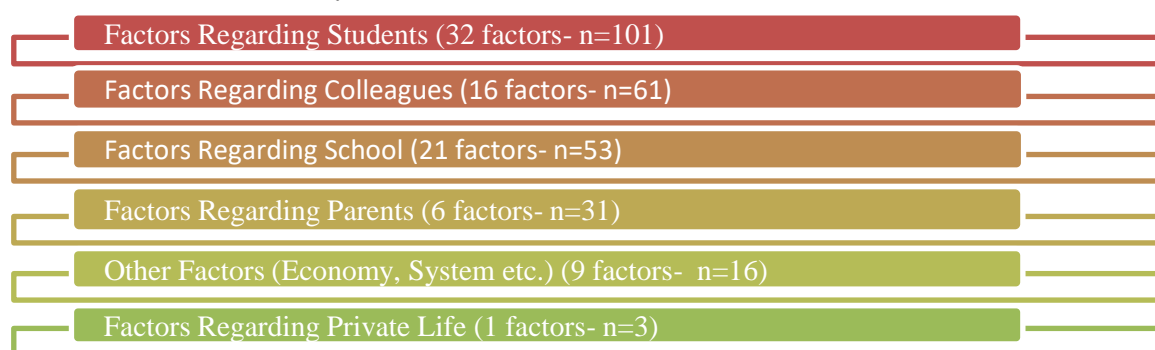 Factors Regarding Students (32 factors- n=101)
Factors Regarding Colleagues (16 factors- n=61)
Factors Regarding School (21 factors- n=53)
Factors Regarding Parents (6 factors- n=31)
Other Factors (Economy, System etc.) (9 factors-  n=16)
Factors Regarding Private Life (1 factors- n=3)